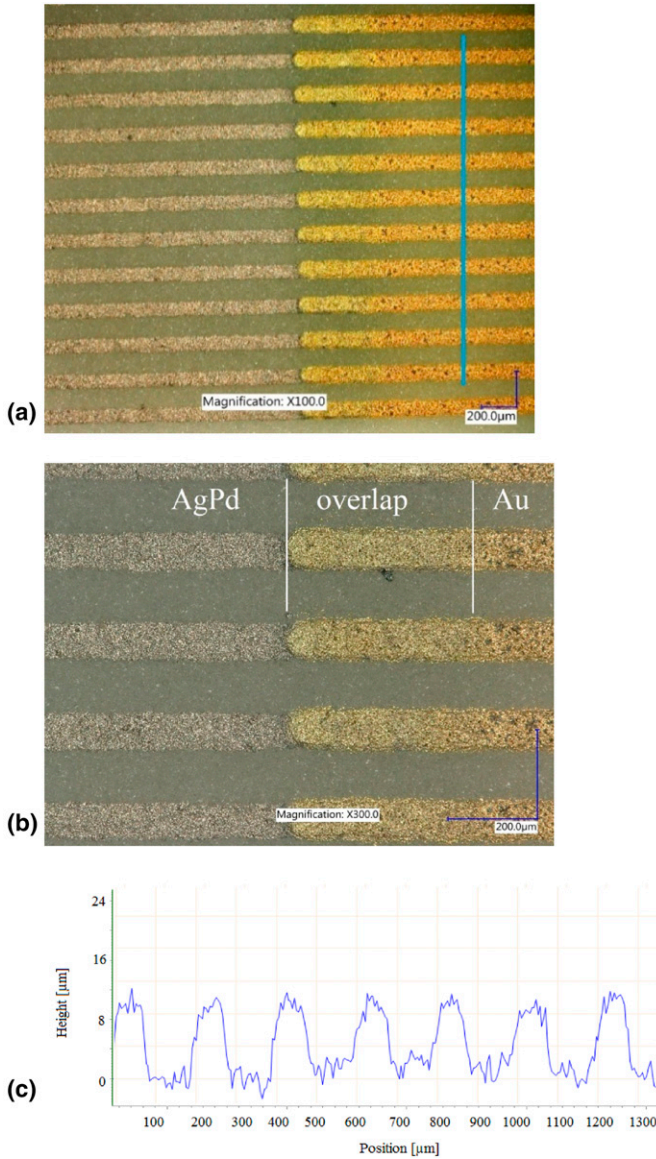 Magnification: X100.0
200.0µm
(a)
AgPd overlap Au
Magnification: X300.0
200.0µm
(b)
24
16
8
0
Height [µm]
(c)
100 200 300 400 500 600 700 800 900 1000 1100 1200 1300
Position [µm]